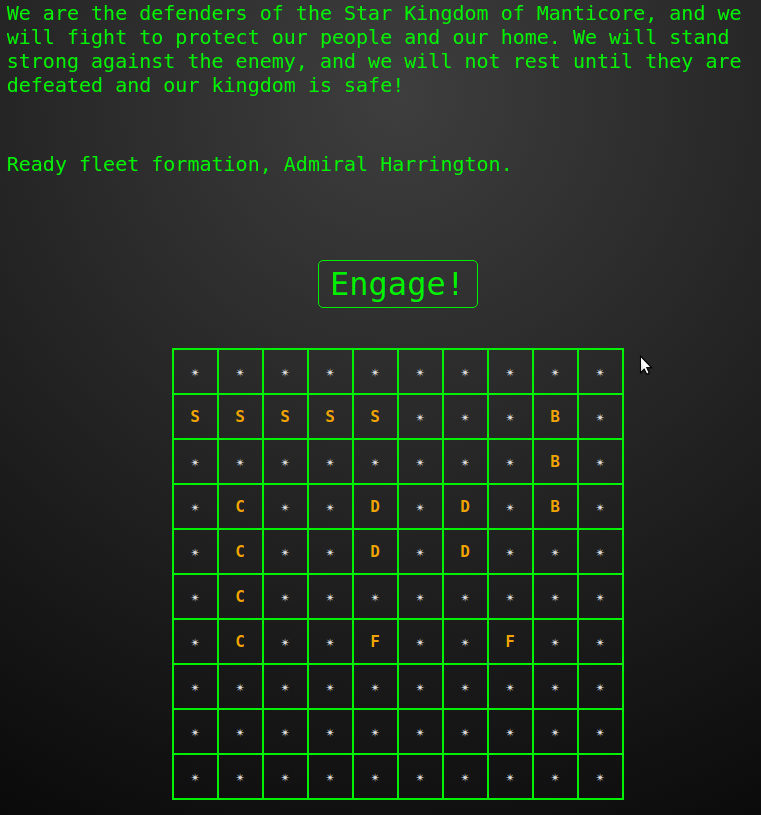 We are the defenders of the Star Kingdom of Manticore, and we
will fight to protect our people and our home. We will stand
strong against the enemy, and we will not rest until they are
defeated and our kingdom is safe!
Ready fleet formation, Admiral Harrington.
Engage!
* * * * * * * * * *
S S S S S * * * B *
* * * * * * * * B *
* C * * D * D * B *
* C * * D * D * * *
* C * * * * * * * *
* C * * F * * F * *
* * * * * * * * * *
* * * * * * * * * *
* * * * * * * * * *